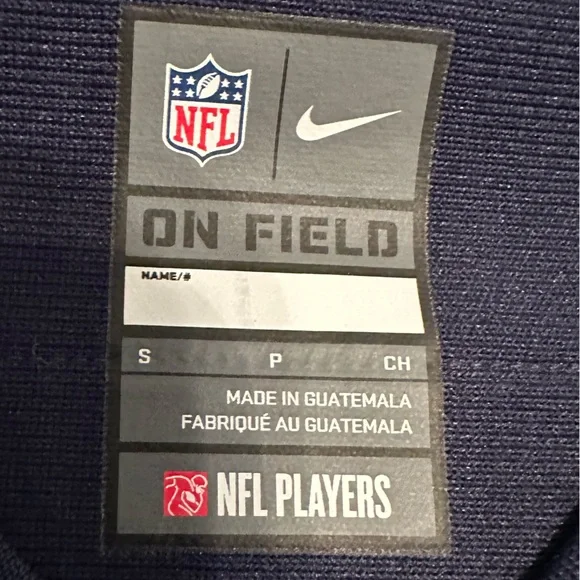 NFL
ON FIELD
NAME/#
S P CH
MADE IN GUATEMALA
FABRIQUÉ AU GUATEMALA
NFL PLAYERS